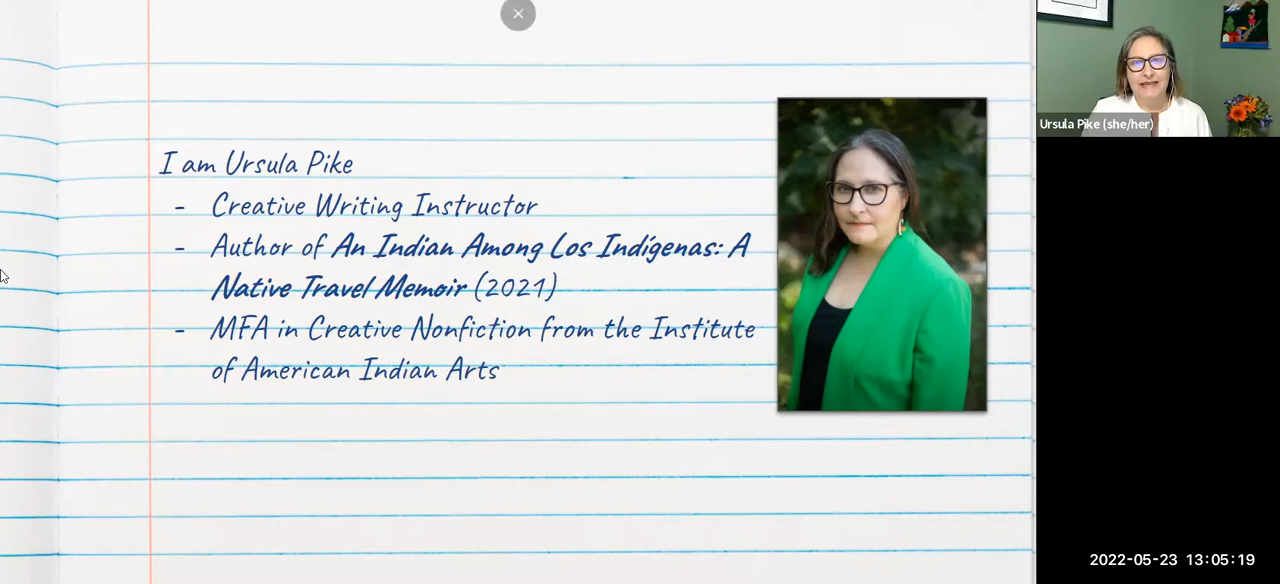 I am Ursula Pike
- Creative Writing Instructor
- Author of An Indian Among Los Indígenas: A
Native Travel Memoir (2021)
- MFA in Creative Nonfiction from the Institute
of American Indian Arts
Ursula Pike (she/her)
2022-05-23 13:05:19